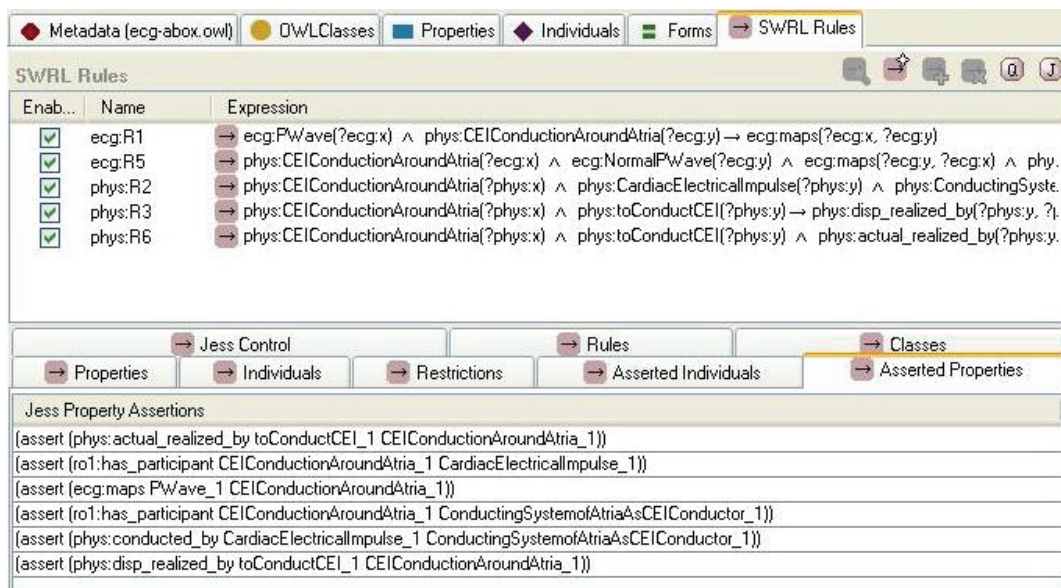 Metadata (ecg-abox.owl) OWLClasses Properties Individuals Forms SWRL Rules
SWRL Rules
Q J
Enab... Name Expression
ecg:R1 ecg:PWave(?ecg:x) ∧ phys:CEIConductionAroundAtria(?ecg:y) → ecg:maps(?ecg:x, ?ecg:y)
ecg:R5 phys:CEIConductionAroundAtria(?ecg:x) ∧ ecg:NormalPWave(?ecg:y) ∧ ecg:maps(?ecg:y, ?ecg:x) ∧ phy.
phys:R2 phys:CEIConductionAroundAtria(?phys:x) ∧ phys:CardiacElectricalImpulse(?phys:y) ∧ phys:ConductingSyste.
phys:R3 phys:CEIConductionAroundAtria(?phys:x) ∧ phys:toConductCEI(?phys:y) → phys:disp_realized_by(?phys:y, ?
phys:R6 phys:CEIConductionAroundAtria(?phys:x) ∧ phys:toConductCEI(?phys:y) ∧ phys:actual_realized_by(?phys:y.
Jess Control Rules Classes
Properties Individuals Restrictions Asserted Individuals Asserted Properties
Jess Property Assertions
(assert (phys:actual_realized_by toConductCEI_1 CEIConductionAroundAtria_1))
(assert (ro1:has_participant CEIConductionAroundAtria_1 CardiacElectricalImpulse_1))
(assert (ecg:maps PWave_1 CEIConductionAroundAtria_1))
(assert (ro1:has_participant CEIConductionAroundAtria_1 ConductingSystemofAtriaAsCEIConductor_1))
(assert (phys:conducted_by CardiacElectricalImpulse_1 ConductingSystemofAtriaAsCEIConductor_1))
(assert (phys:disp_realized_by toConductCEI_1 CEIConductionAroundAtria_1))